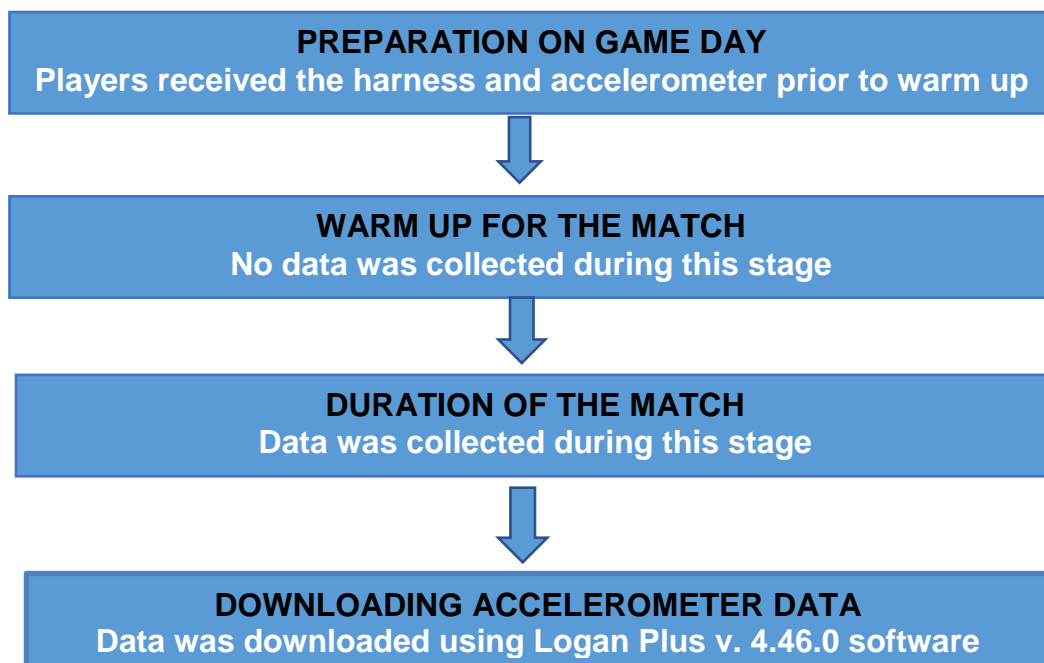 PREPARATION ON GAME DAY
Players received the harness and accelerometer prior to warm up
WARM UP FOR THE MATCH
No data was collected during this stage
DURATION OF THE MATCH
Data was collected during this stage
DOWNLOADING ACCELEROMETER DATA
Data was downloaded using Logan Plus v. 4.46.0 software